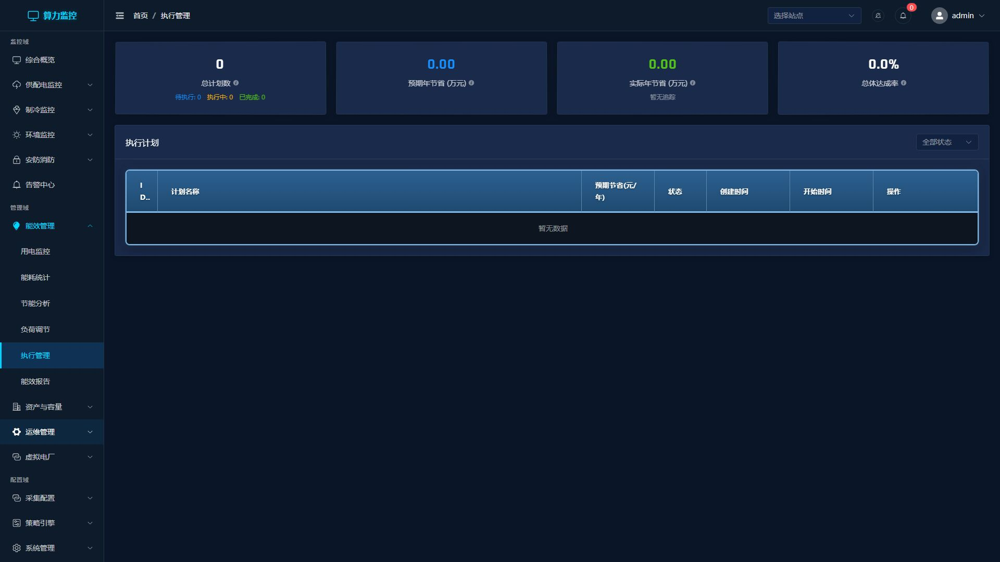 算力监控
首页 / 执行管理
选择站点
0
admin
监控域
综合概览
供配电监控
制冷监控
环境监控
安防消防
告警中心
管理域
能效管理
用电监控
能耗统计
节能分析
负荷调节
执行管理
能效报告
资产与容量
运维管理
虚拟电厂
配置域
采集配置
策略引擎
系统管理
0
总计划数
待执行: 0 执行中: 0 已完成: 0
0.00
预期年节省 (万元)
0.00
实际年节省 (万元)
暂无追踪
0.0%
总体达成率
执行计划
全部状态
I
D..
计划名称
预期节省(元/
年)
状态
创建时间
开始时间
操作
暂无数据